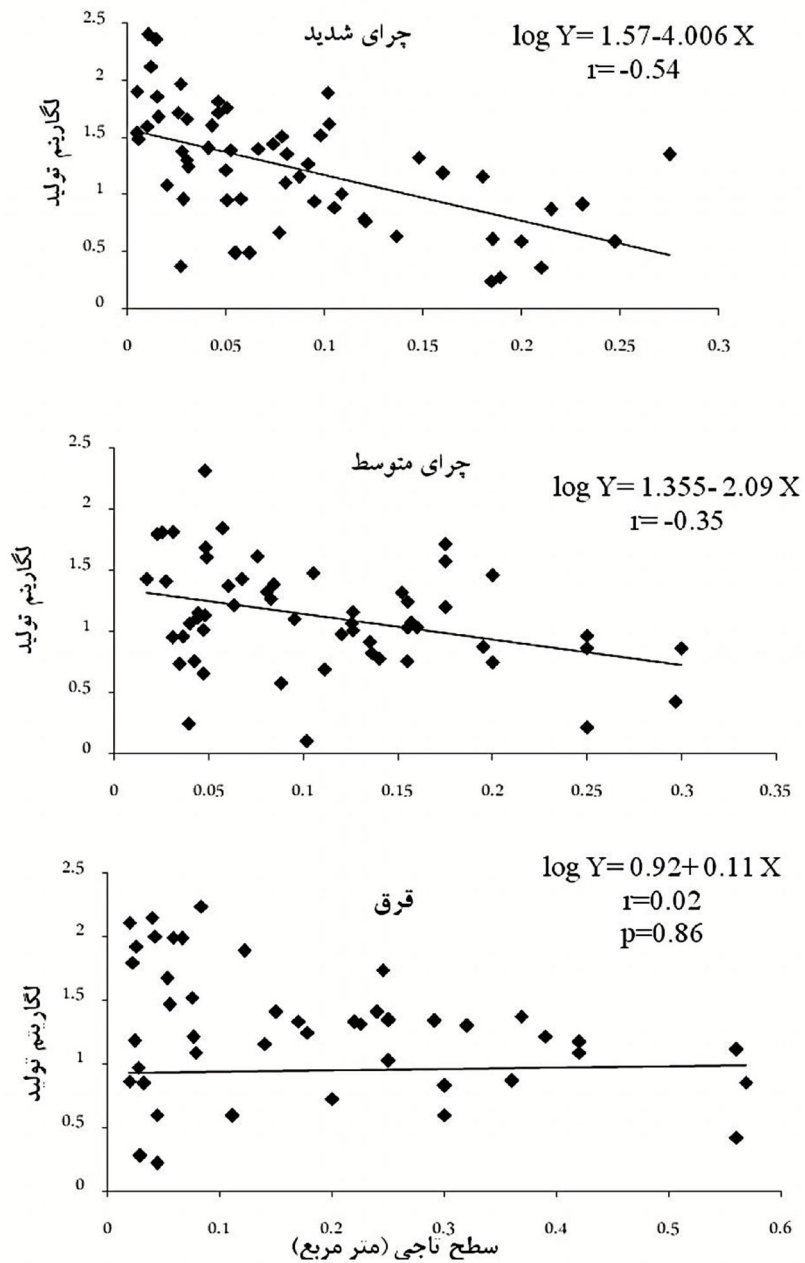 چرای شدید
log Y= 1.57-4.006 X
r=-0.54
لگاریتم تولید
2.5
2
1.5
1
0.5
0
0 0.05 0.1 0.15 0.2 0.25 0.3
چرای متوسط
log Y= 1.355- 2.09 X
r= -0.35
لگاریتم تولید
2.5
2
1.5
1
0.5
0
0 0.05 0.1 0.15 0.2 0.25 0.3 0.35
قرق
log Y= 0.92+ 0.11 X
r=0.02
p=0.86
لگاریتم تولید
2.5
2
1.5
1
0.5
0
0 0.1 0.2 0.3 0.4 0.5 0.6
سطح تاجی (متر مربع)